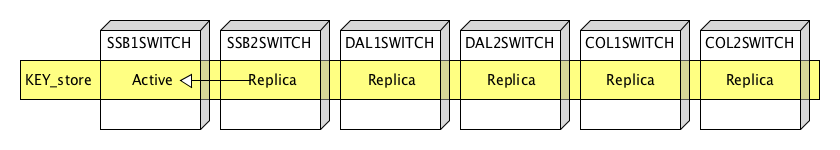 SSB1SWITCH SSB2SWITCH DAL1SWITCH DAL2SWITCH COL1SWITCH COL2SWITCH
KEY_store Active Replica Replica Replica Replica Replica